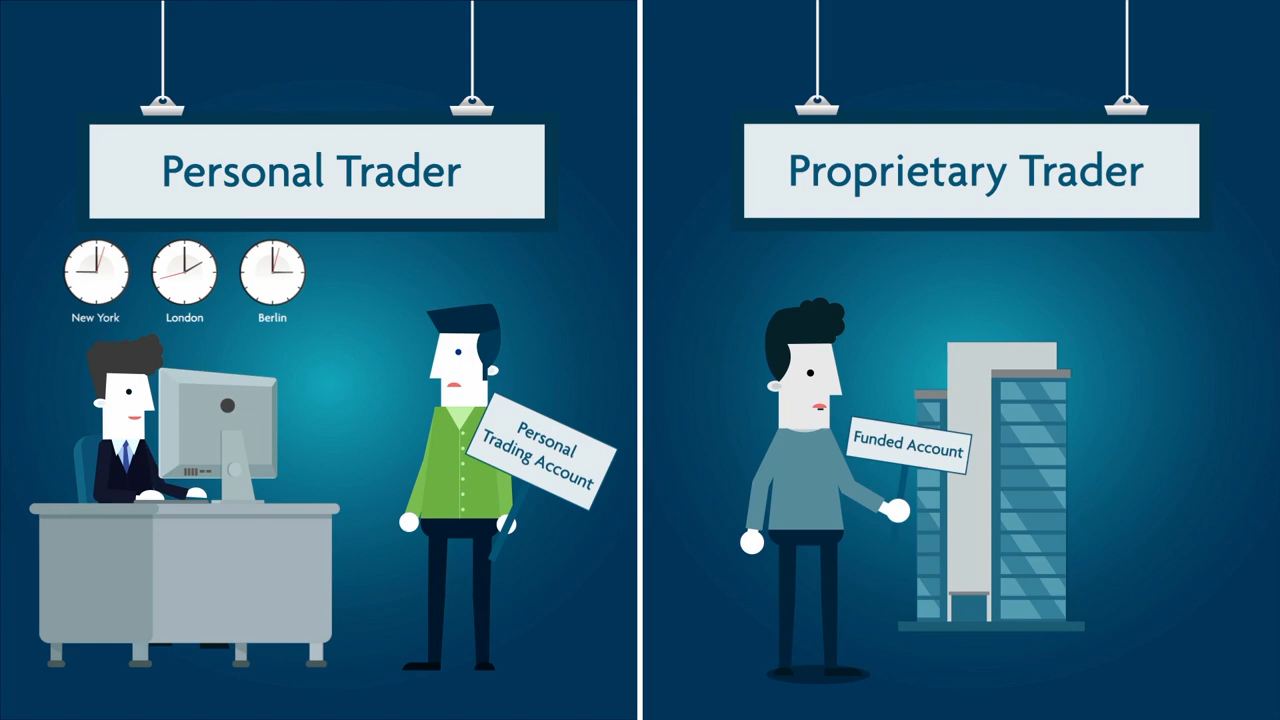 Personal Trader
New York
London
Berlin
Personal
Trading Account
Proprietary Trader
Funded Account